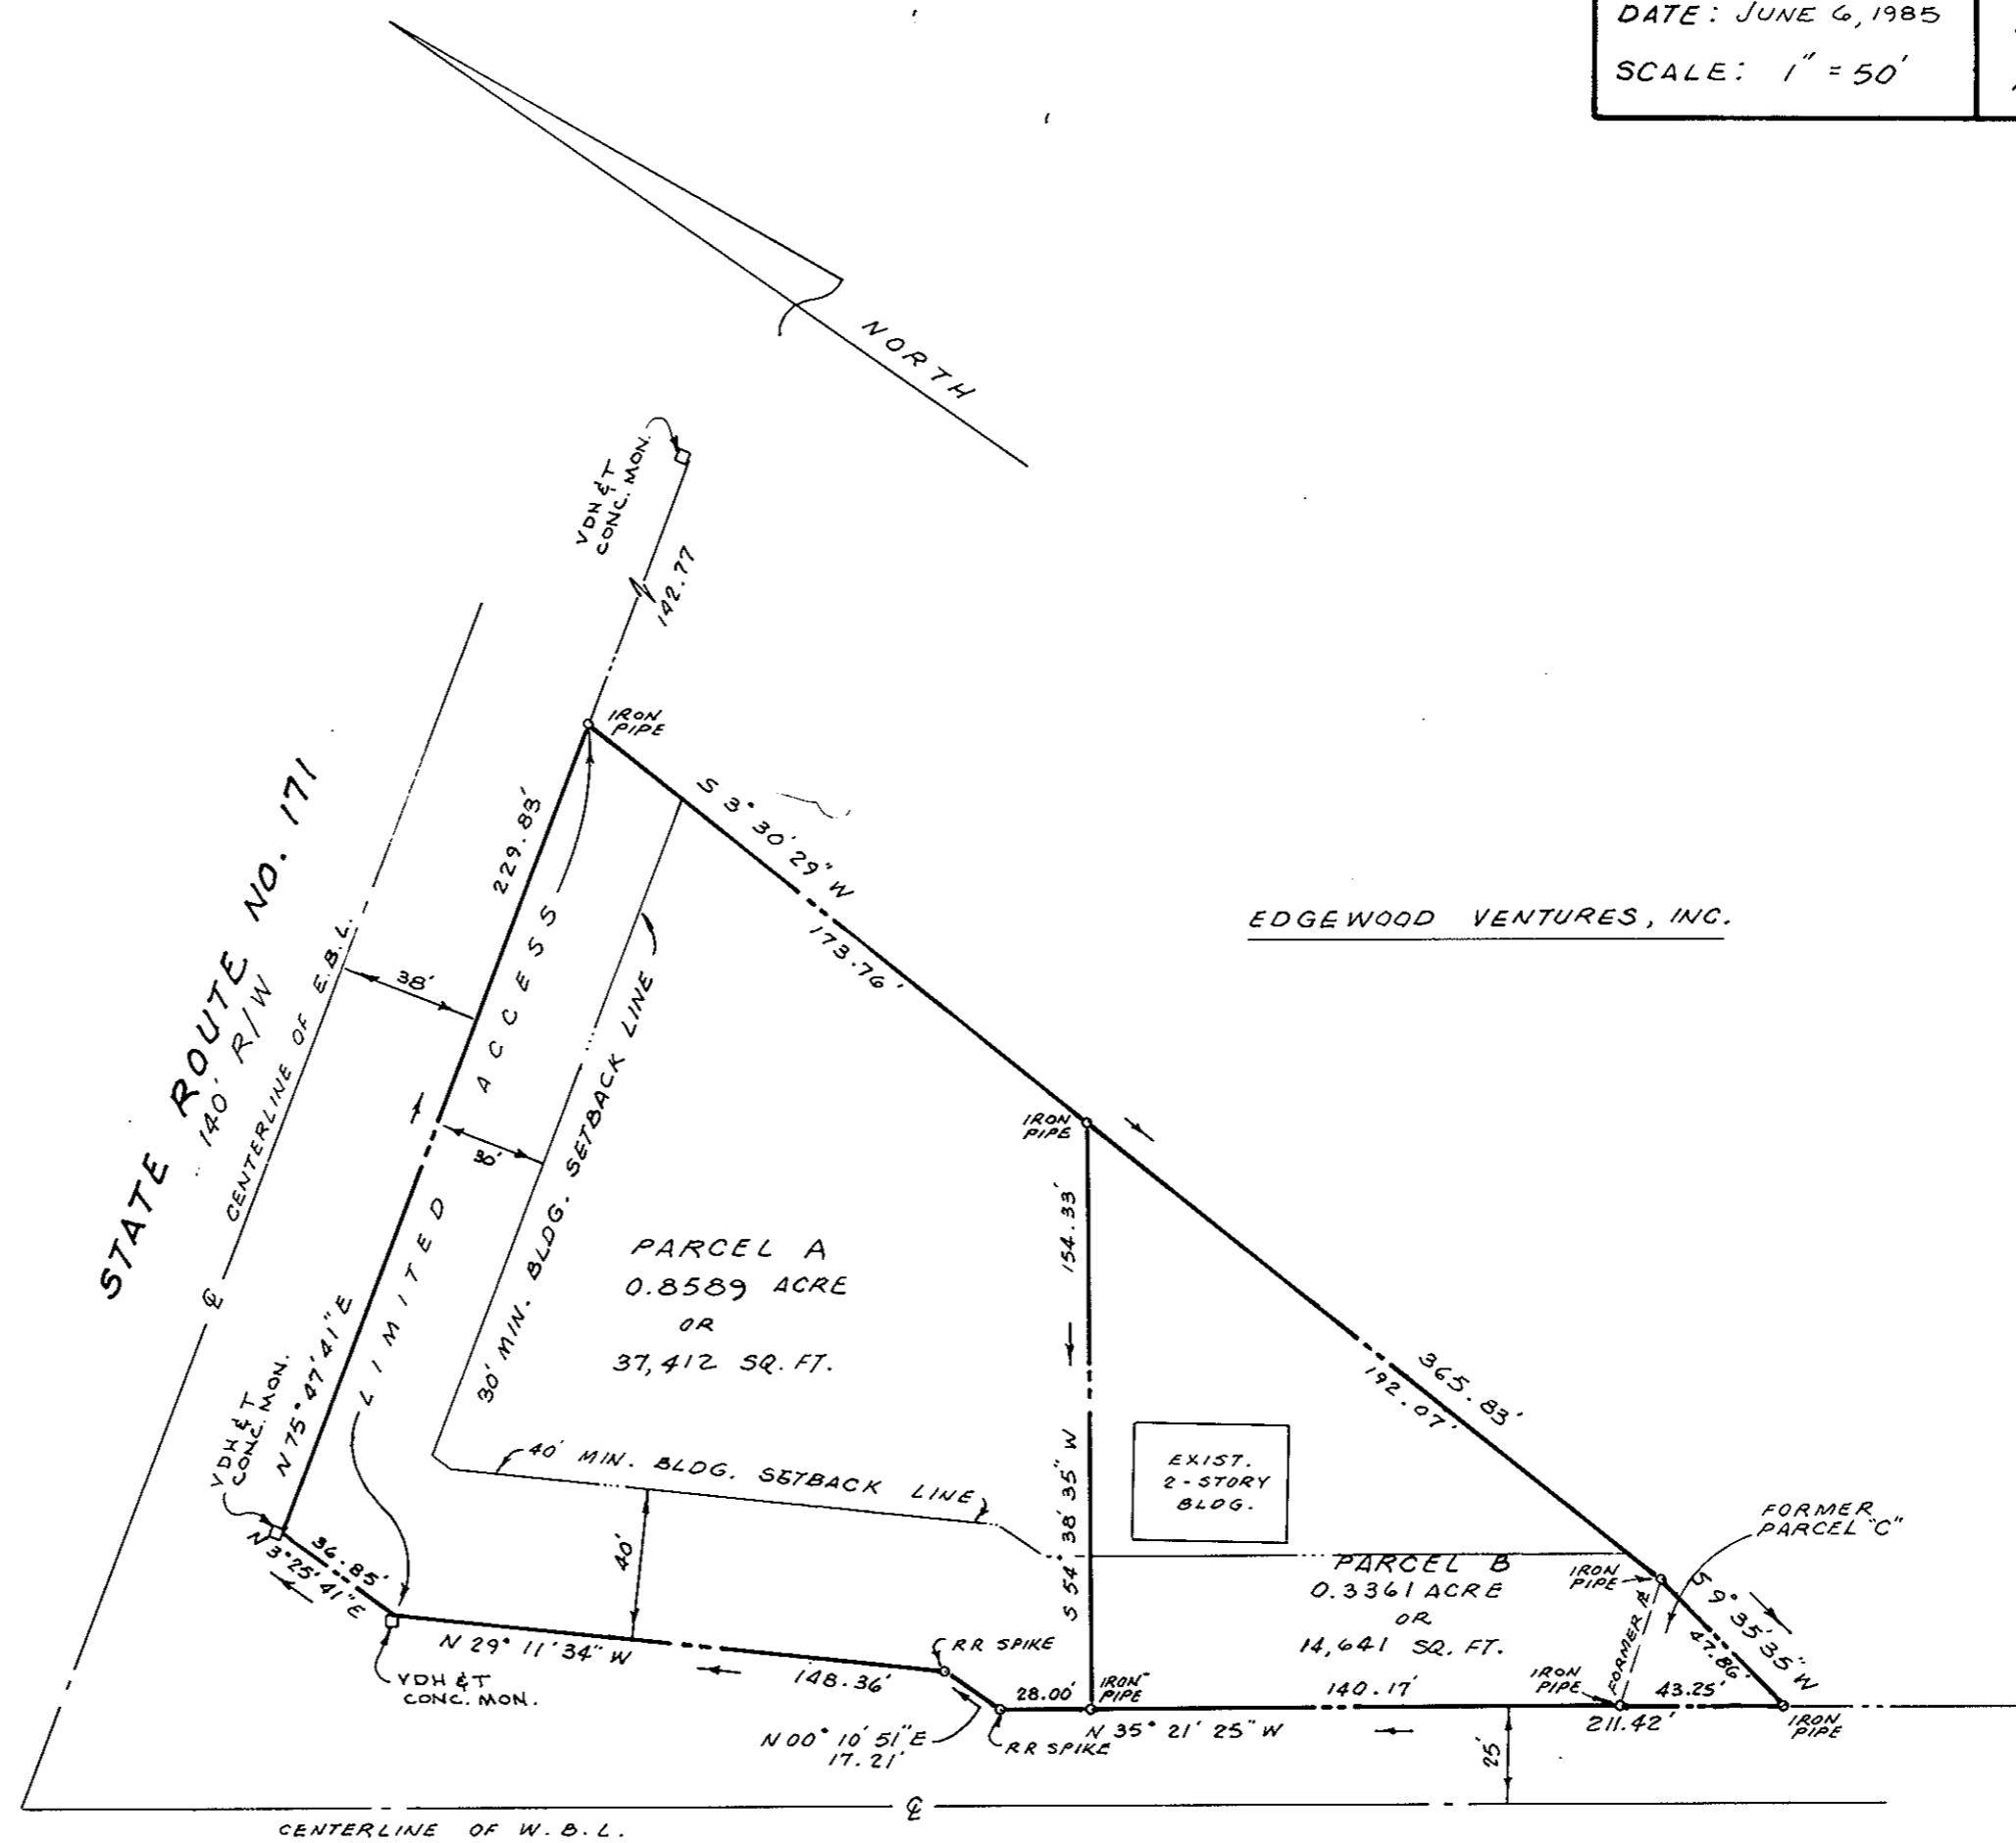 DATE: JUNE 6, 1985
SCALE: 1" = 50'
NORTH
VDH & T
CONC. MON.
142.77
IRON
PIPE
STATE ROUTE NO. 171
140' R/W
CENTERLINE OF E.B.L.
38'
229.83'
LIMITED ACCESS
N 75° 47' 41" E
S 3° 30' 29" W
173.76'
EDGEWOOD VENTURES, INC.
30' MIN. BLDG. SETBACK LINE
IRON
PIPE
154.33'
S 54° 38' 35" W
PARCEL A
0.8589 ACRE
OR
37,412 SQ. FT.
365.83'
192.07'
VDH & T
CONC. MON.
40' MIN. BLDG. SETBACK LINE
40'
EXIST.
2-STORY
BLDG.
FORMER
PARCEL "C"
36.85'
N 3° 25' 41" E
PARCEL B
0.3361 ACRE
OR
14,641 SQ. FT.
IRON
PIPE
S 9° 35' 35" W
47.86'
FORMER
N 29° 11' 34" W
148.36'
VDH & T
CONC. MON.
RR SPIKE
28.00'
IRON
PIPE
140.17'
IRON
PIPE
43.25'
N 00° 10' 51" E
17.21'
RR SPIKE
N 35° 21' 25" W
211.42'
IRON
PIPE
25'
CENTERLINE OF W.B.L.